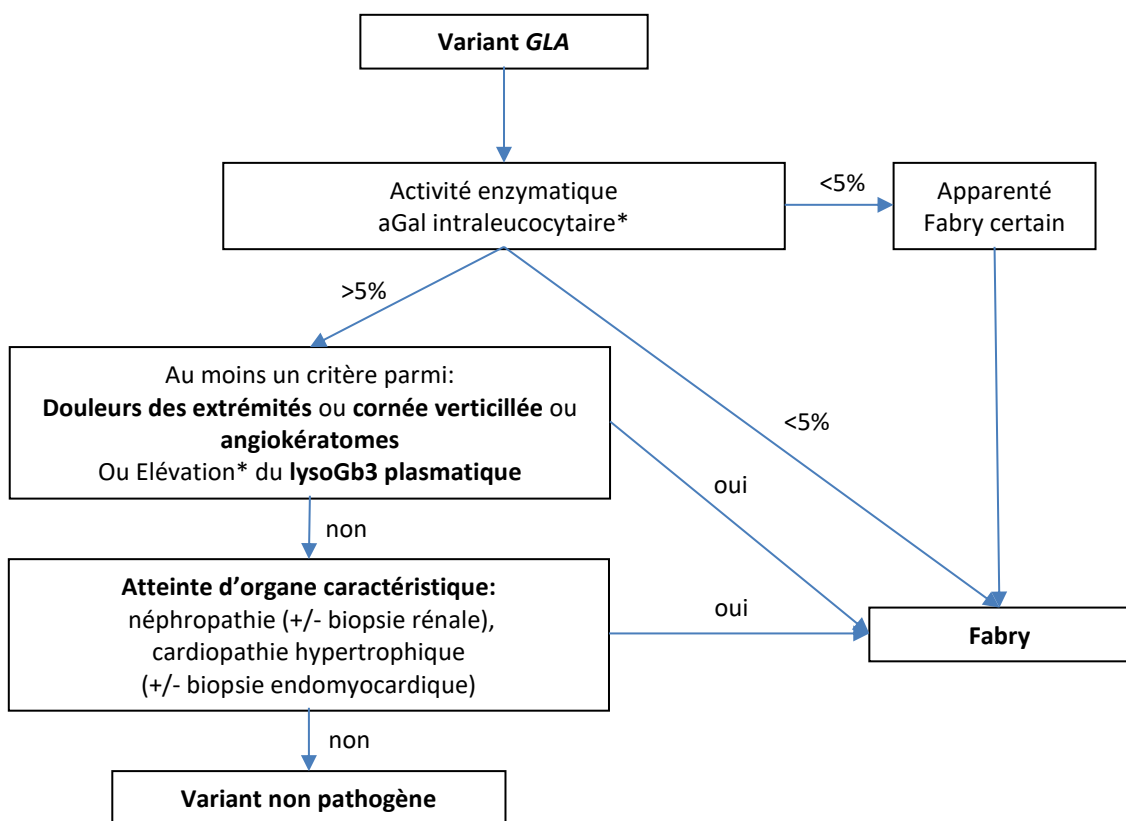 Variant GLA
Activité enzymatique
aGal intraleucocytaire*
<5%
Apparenté
Fabry certain
>5%
Au moins un critère parmi:
Douleurs des extrémités ou cornée verticillée ou
angiokératomes
Ou Elévation* du lysoGb3 plasmatique
<5%
oui
non
Atteinte d’organe caractéristique:
néphropathie (+/- biopsie rénale),
cardiopathie hypertrophique
(+/- biopsie endomyocardique)
oui
Fabry
non
Variant non pathogène